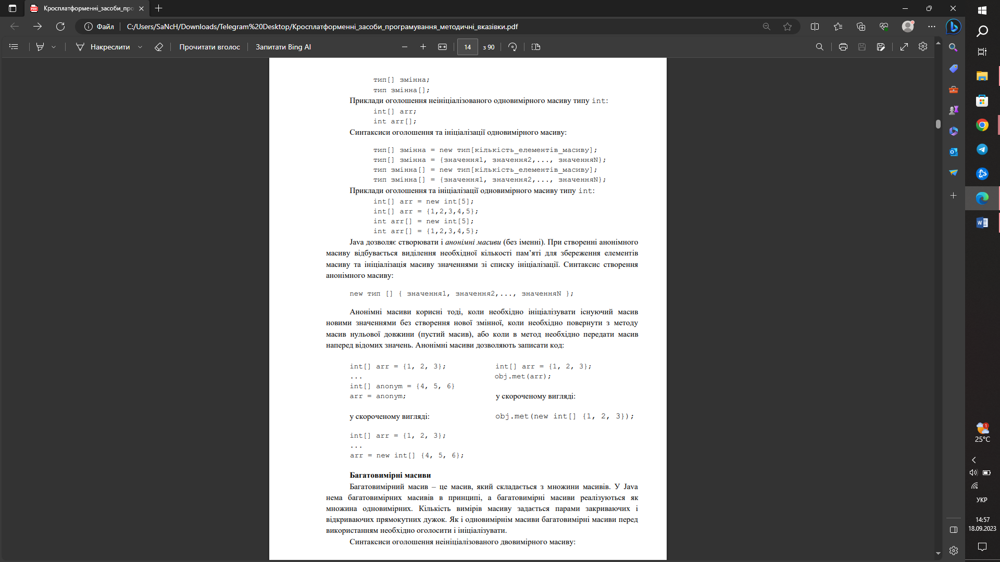 Кросплатформенні_засоби_про
Файл
C:/Users/SaNcH/Downloads/Telegram%20Desktop/Кросплатформенні_засоби_програмування_методичні_вказівки.pdf
Накреслити
Прочитати вголос
Запитати Bing AI
14
з 90
тип[] змінна;
тип змінна[];
Приклади оголошення неініціалізованого одновимірного масиву типу int:
int[] arr;
int arr[];
Синтаксиси оголошення та ініціалізації одновимірного масиву:
тип[] змінна = new тип[кількість_елементів_масиву];
тип[] змінна = {значення1, значення2,..., значенняN};
тип змінна[] = new тип[кількість_елементів_масиву];
тип змінна[] = {значення1, значення2,..., значенняN};
Приклади оголошення та ініціалізації одновимірного масиву типу int:
int[] arr = new int[5];
int[] arr = {1,2,3,4,5};
int arr[] = new int[5];
int arr[] = {1,2,3,4,5};
Java дозволяє створювати і анонімні масиви (без іменні). При створенні анонімного
масиву відбувається виділення необхідної кількості пам’яті для збереження елементів
масиву та ініціалізація масиву значеннями зі списку ініціалізації. Синтаксис створення
анонімного масиву:
new тип [] { значення1, значення2,..., значенняN };
Анонімні масиви корисні тоді, коли необхідно ініціалізувати існуючий масив
новими значеннями без створення нової змінної, коли необхідно повернути з методу
масив нульової довжини (пустий масив), або коли в метод необхідно передати масив
наперед відомих значень. Анонімні масиви дозволяють записати код:
int[] arr = {1, 2, 3};
...
int[] anonym = {4, 5, 6}
arr = anonym;
у скороченому вигляді:
int[] arr = {1, 2, 3};
...
arr = new int[] {4, 5, 6};
int[] arr = {1, 2, 3};
obj.met(arr);
у скороченому вигляді:
obj.met(new int[] {1, 2, 3});
Багатовимірні масиви
Багатовимірний масив – це масив, який складається з множини масивів. У Java
нема багатовимірних масивів в принципі, а багатовимірні масиви реалізуються як
множина одновимірних. Кількість вимірів масиву задається парами закриваючих і
відкриваючих прямокутних дужок. Як і одновимірнім масиви багатовимірні масиви перед
використанням необхідно оголосити і ініціалізувати.
Синтаксиси оголошення неініціалізованого двовимірного масиву:
1
25°C
УКР
14:57
18.09.2023